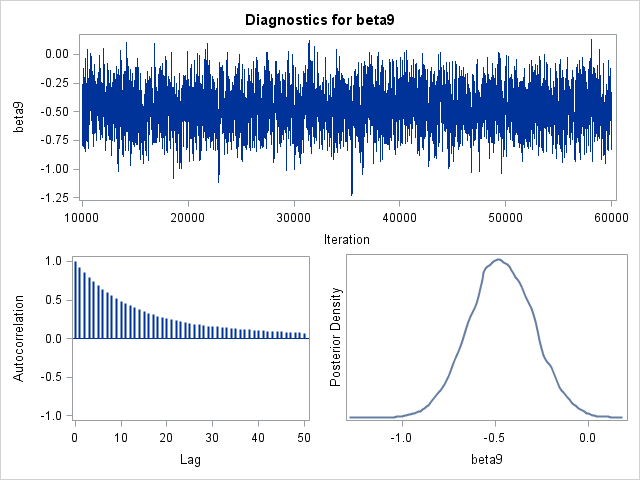 Diagnostics for beta9
0.00
-0.25
-0.50
-0.75
-1.00
-1.25
beta9
10000 20000 30000 40000 50000 60000
Iteration
1.0
0.5
0.0
-0.5
-1.0
Autocorrelation
0 10 20 30 40 50
Lag
Posterior Density
-1.0 -0.5 0.0
beta9